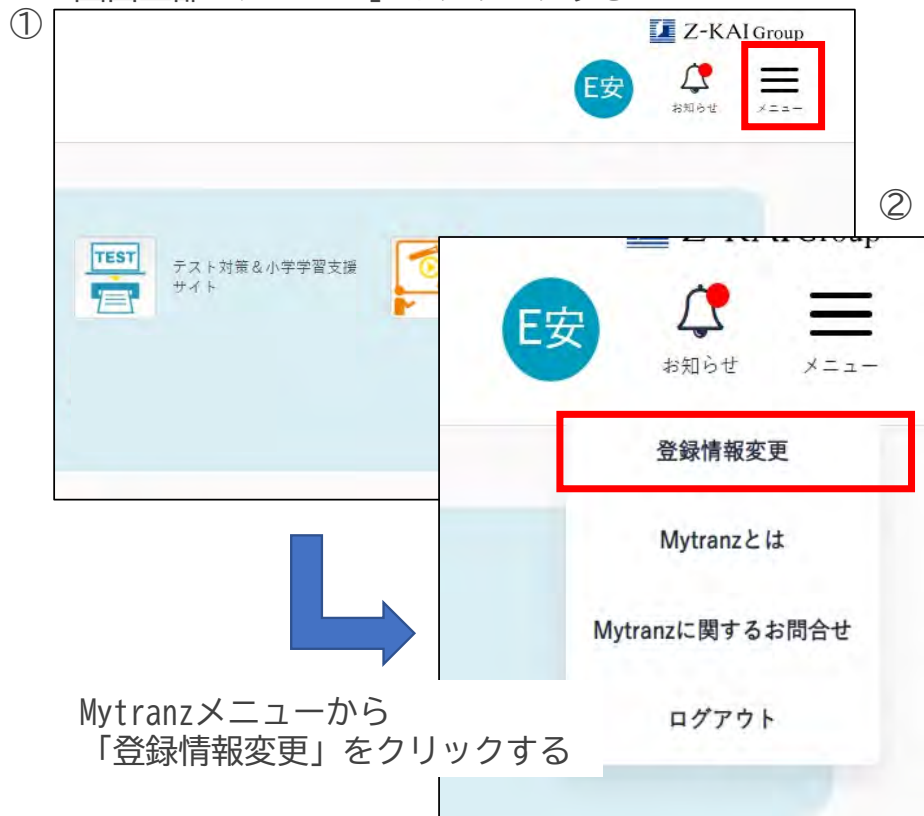 ①
Z-KAI Group
E安
お知らせ
メニュー
TEST
テスト対策&小学学習支援
サイト
②
Z-KAI Group
E安
お知らせ
メニュー
登録情報変更
Mytranzとは
Mytranzに関するお問合せ
ログアウト
Mytranzメニューから
「登録情報変更」をクリックする